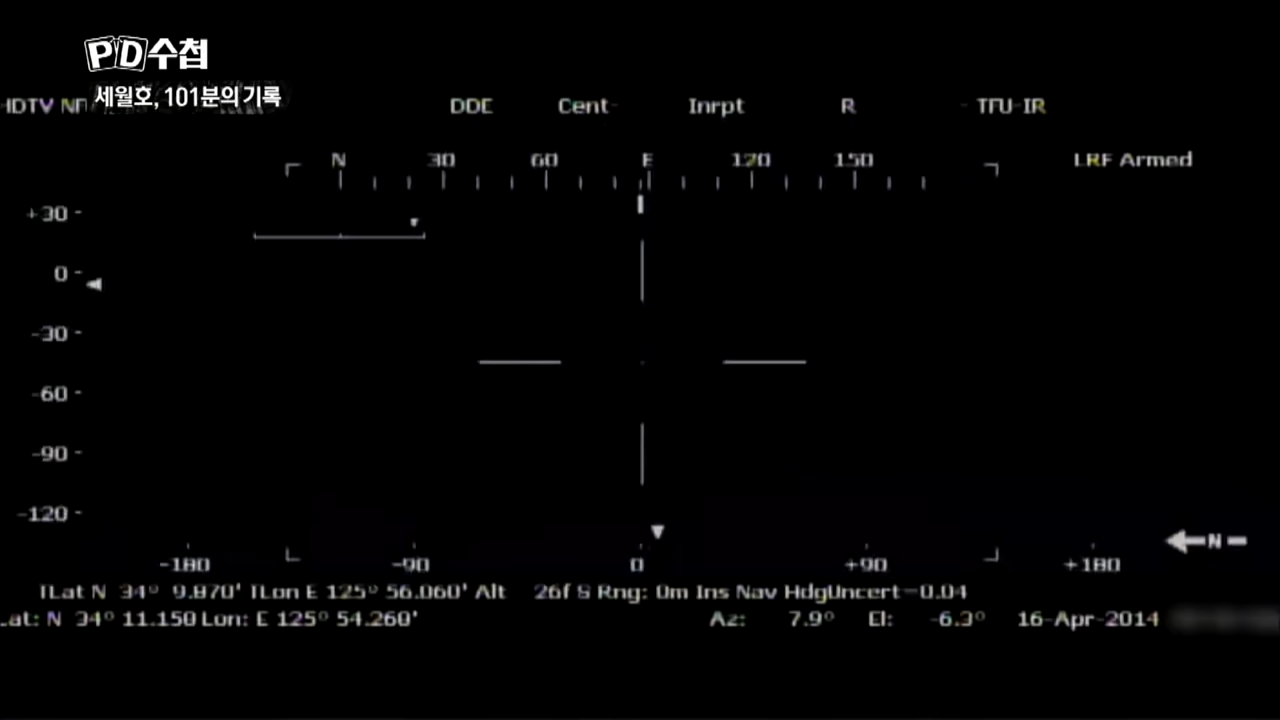 PD수첩
세월호, 101분의 기록
HDTV DDE Cent Inrpt R TFU-IR
N 30 60 E 120 150 LRF Armed
+30
0
-30
-60
-90
-120
N
-180 -90 0 +90 +180
TLat N 34° 9.870' TLon E 125° 56.060' Alt 26f S Rng: 0m Ins Nav HdgUncert=0.04
Lat: N 34° 11.150 Lon: E 125° 54.260' Az: 7.9° El: -6.3° 16-Apr-2014